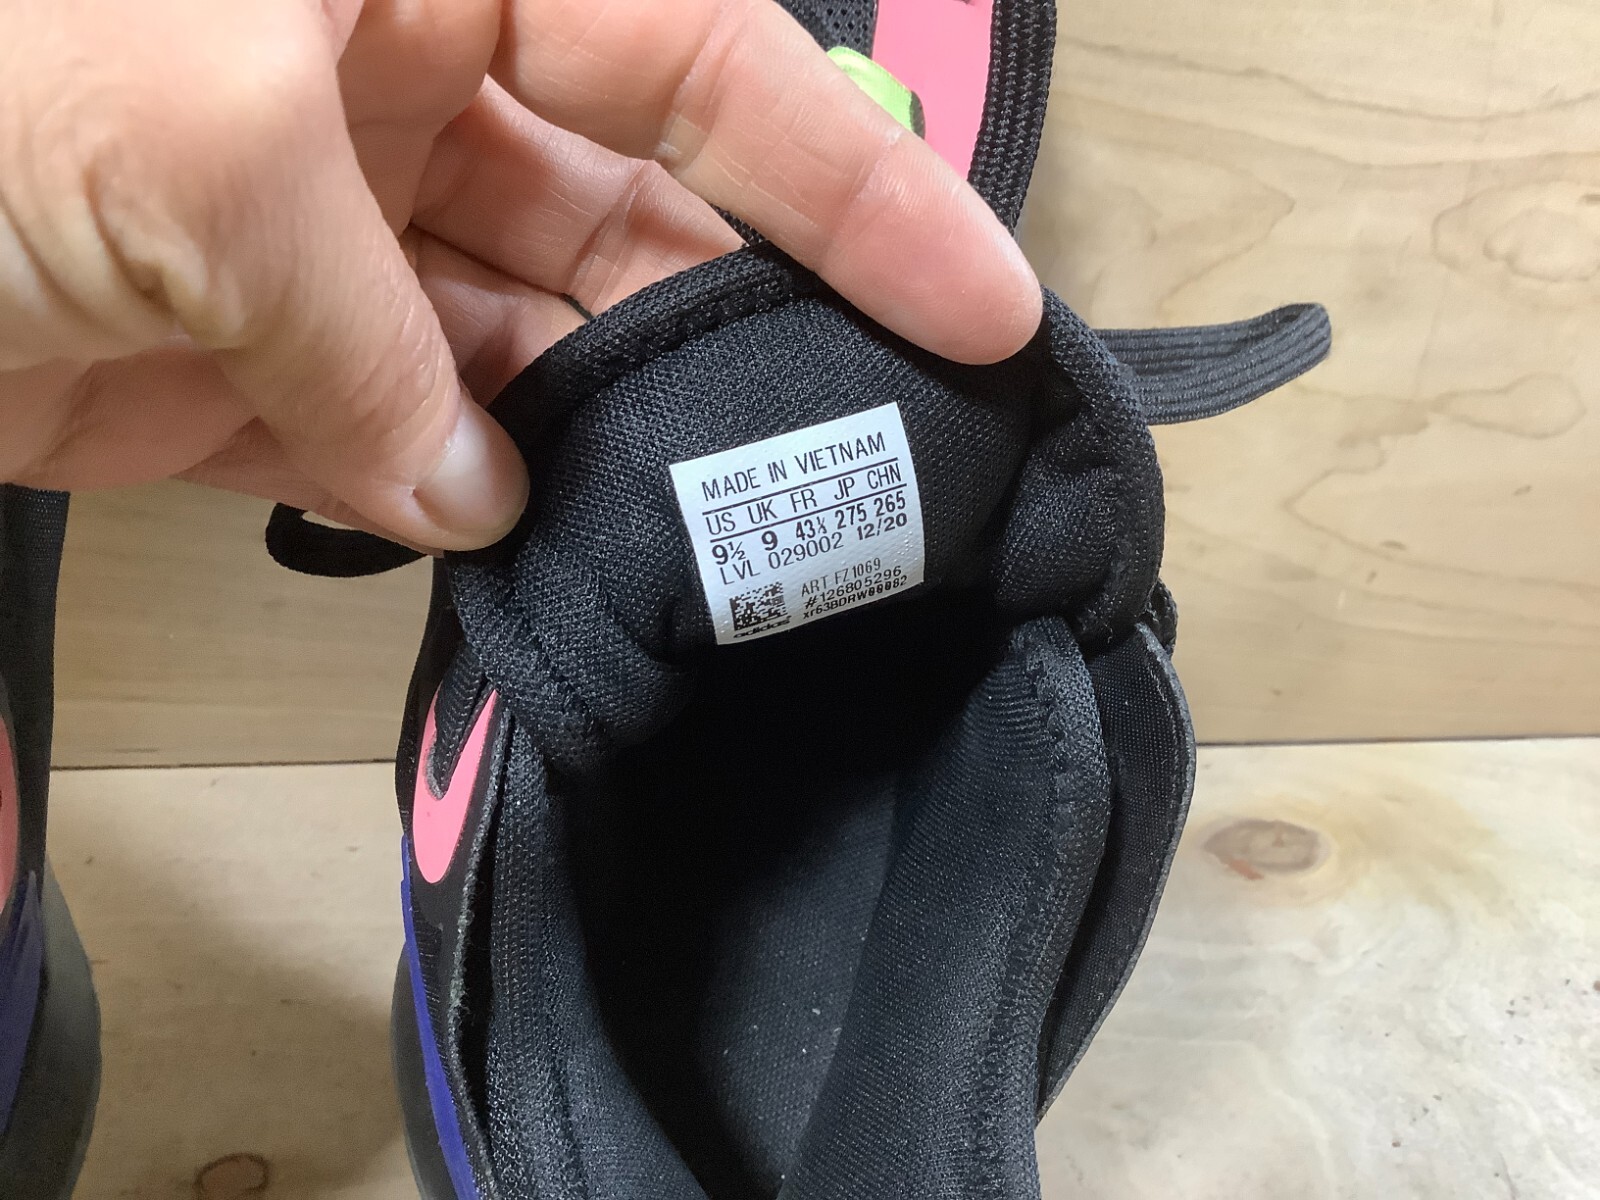 MADE IN VIETNAM
US UK FR JP CHN
9½ 9 43⅓ 275 265
LVL 029002 12/20
ART FZ1069
#126805296
xr63BDRW00082
adidas